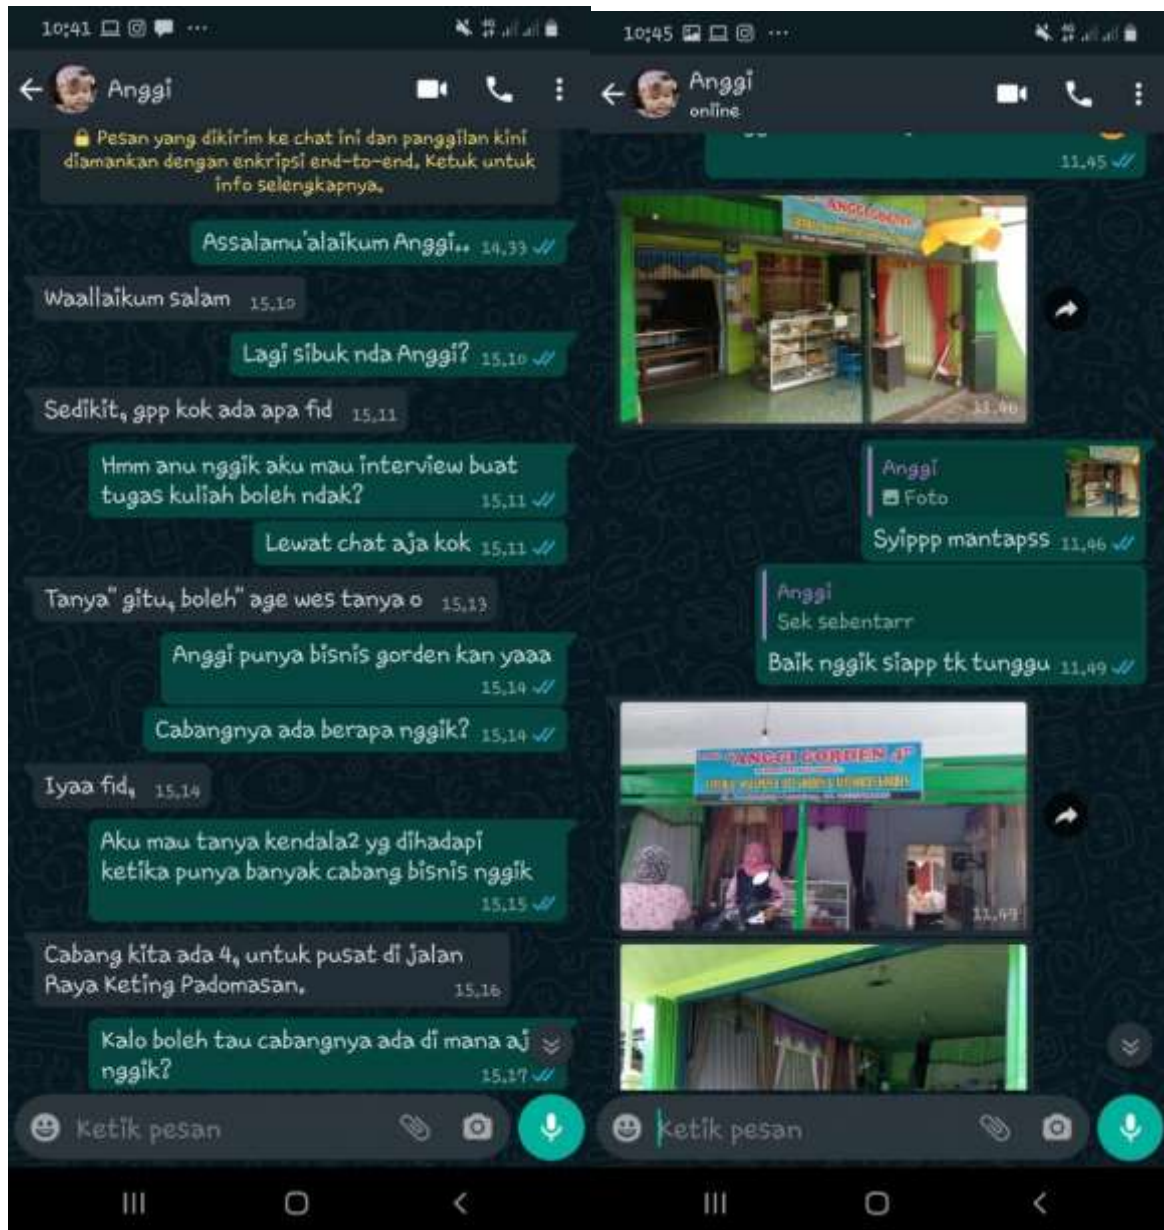 10:41
Anggi
Pesan yang dikirim ke chat ini dan panggilan kini
diamankan dengan enkripsi end-to-end. Ketuk untuk
info selengkapnya.
Assalamu'alaikum Anggi.. 14.33
Waallaikum salam 15.10
Lagi sibuk nda Anggi? 15.10
Sedikit, gpp kok ada apa fid 15.11
Hmm anu nggik aku mau interview buat
tugas kuliah boleh ndak? 15.11
Lewat chat aja kok 15.11
Tanya" gitu, boleh" age wes tanya o 15.13
Anggi punya bisnis gorden kan yaaa
15.14
Cabangnya ada berapa nggik? 15.14
Iyaa fid, 15.14
Aku mau tanya kendala2 yg dihadapi
ketika punya banyak cabang bisnis nggik
15.15
Cabang kita ada 4, untuk pusat di jalan
Raya Keting Padomasan. 15.16
Kalo boleh tau cabangnya ada di mana aj
nggik? 15.17
Ketik pesan
10:45
Anggi
online
11.45
ANGGI GORDEN
11.46
Anggi
Foto
Syippp mantapss 11.46
Anggi
Sek sebentarr
Baik nggik siapp tk tunggu 11.49
"ANGGI GORDEN 4"
11.49
Ketik pesan